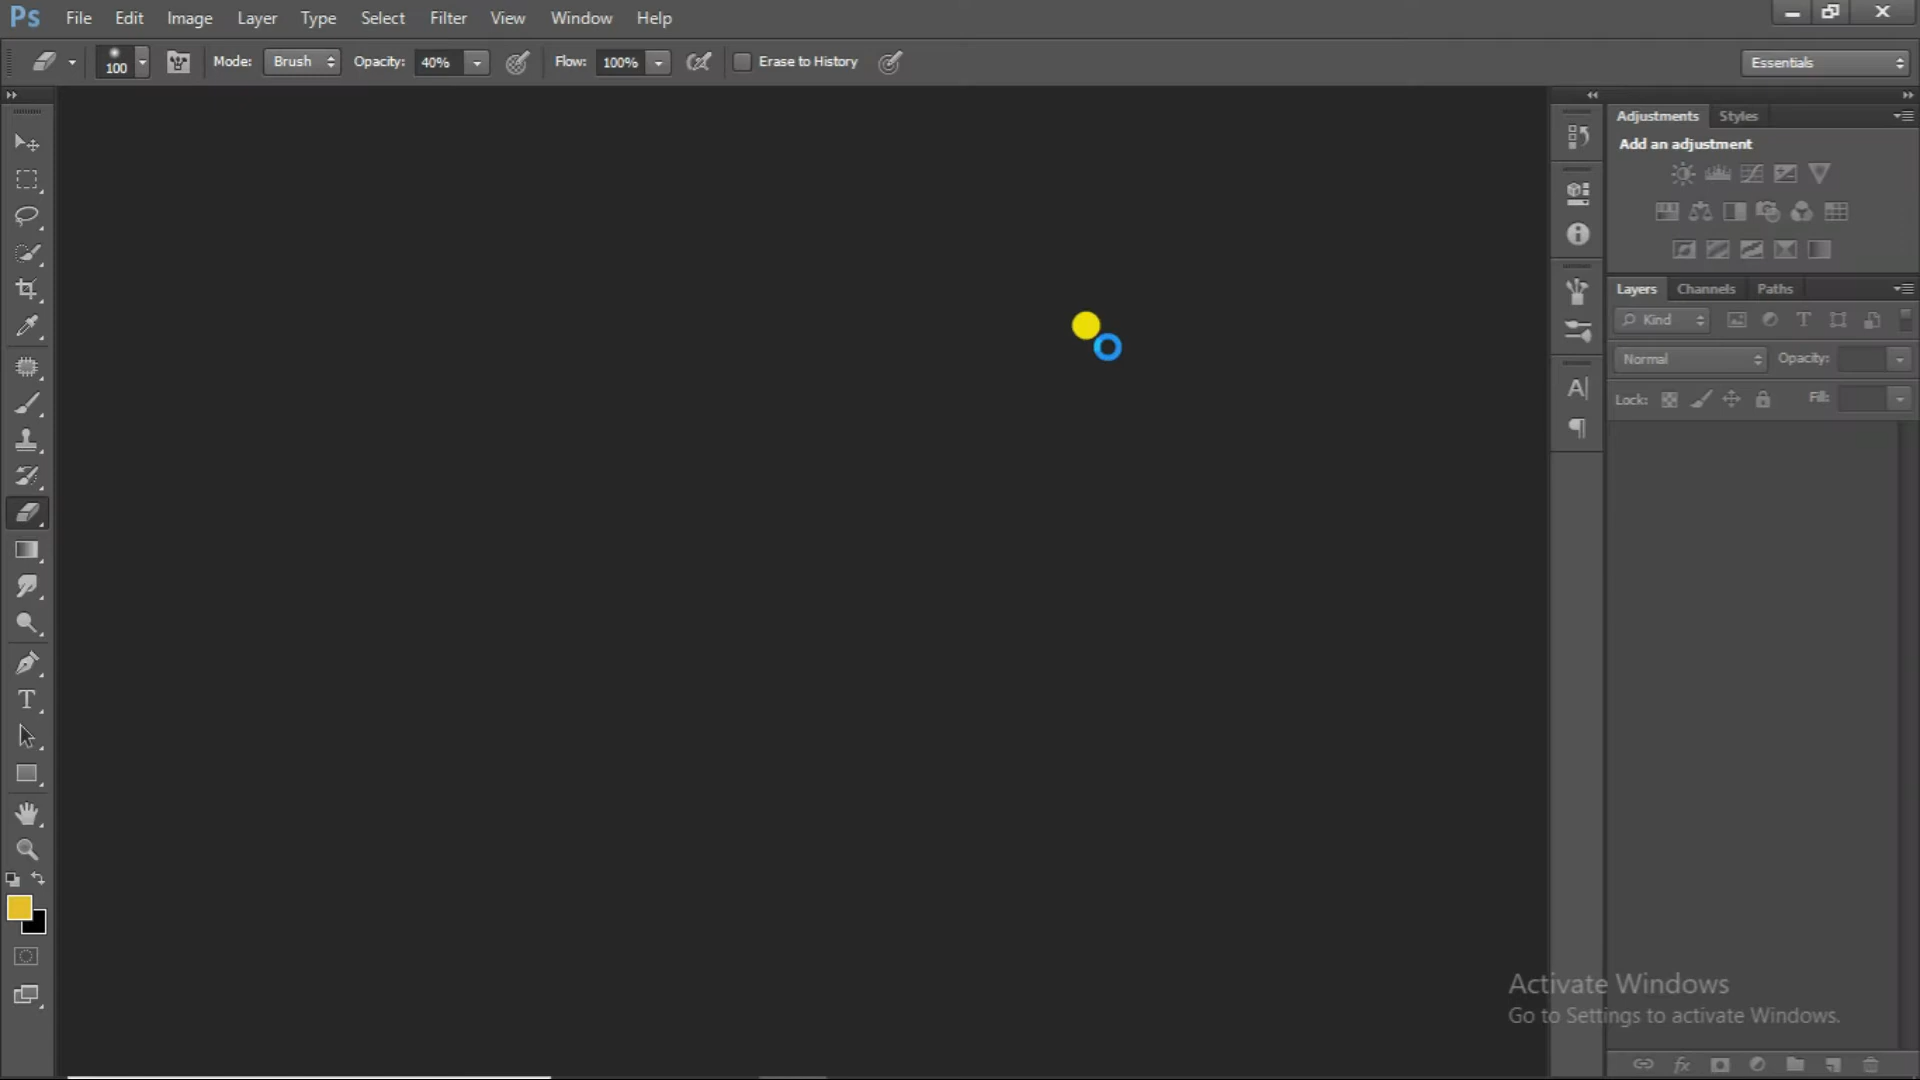 Ps File Edit Image Layer Type Select Filter View Window Help
100 Mode: Brush Opacity: 40% Flow: 100% Erase to History Essentials
Adjustments Styles
Add an adjustment
Layers Channels Paths
Kind
Normal Opacity:
Lock: Fill:
Activate Windows
Go to Settings to activate Windows.